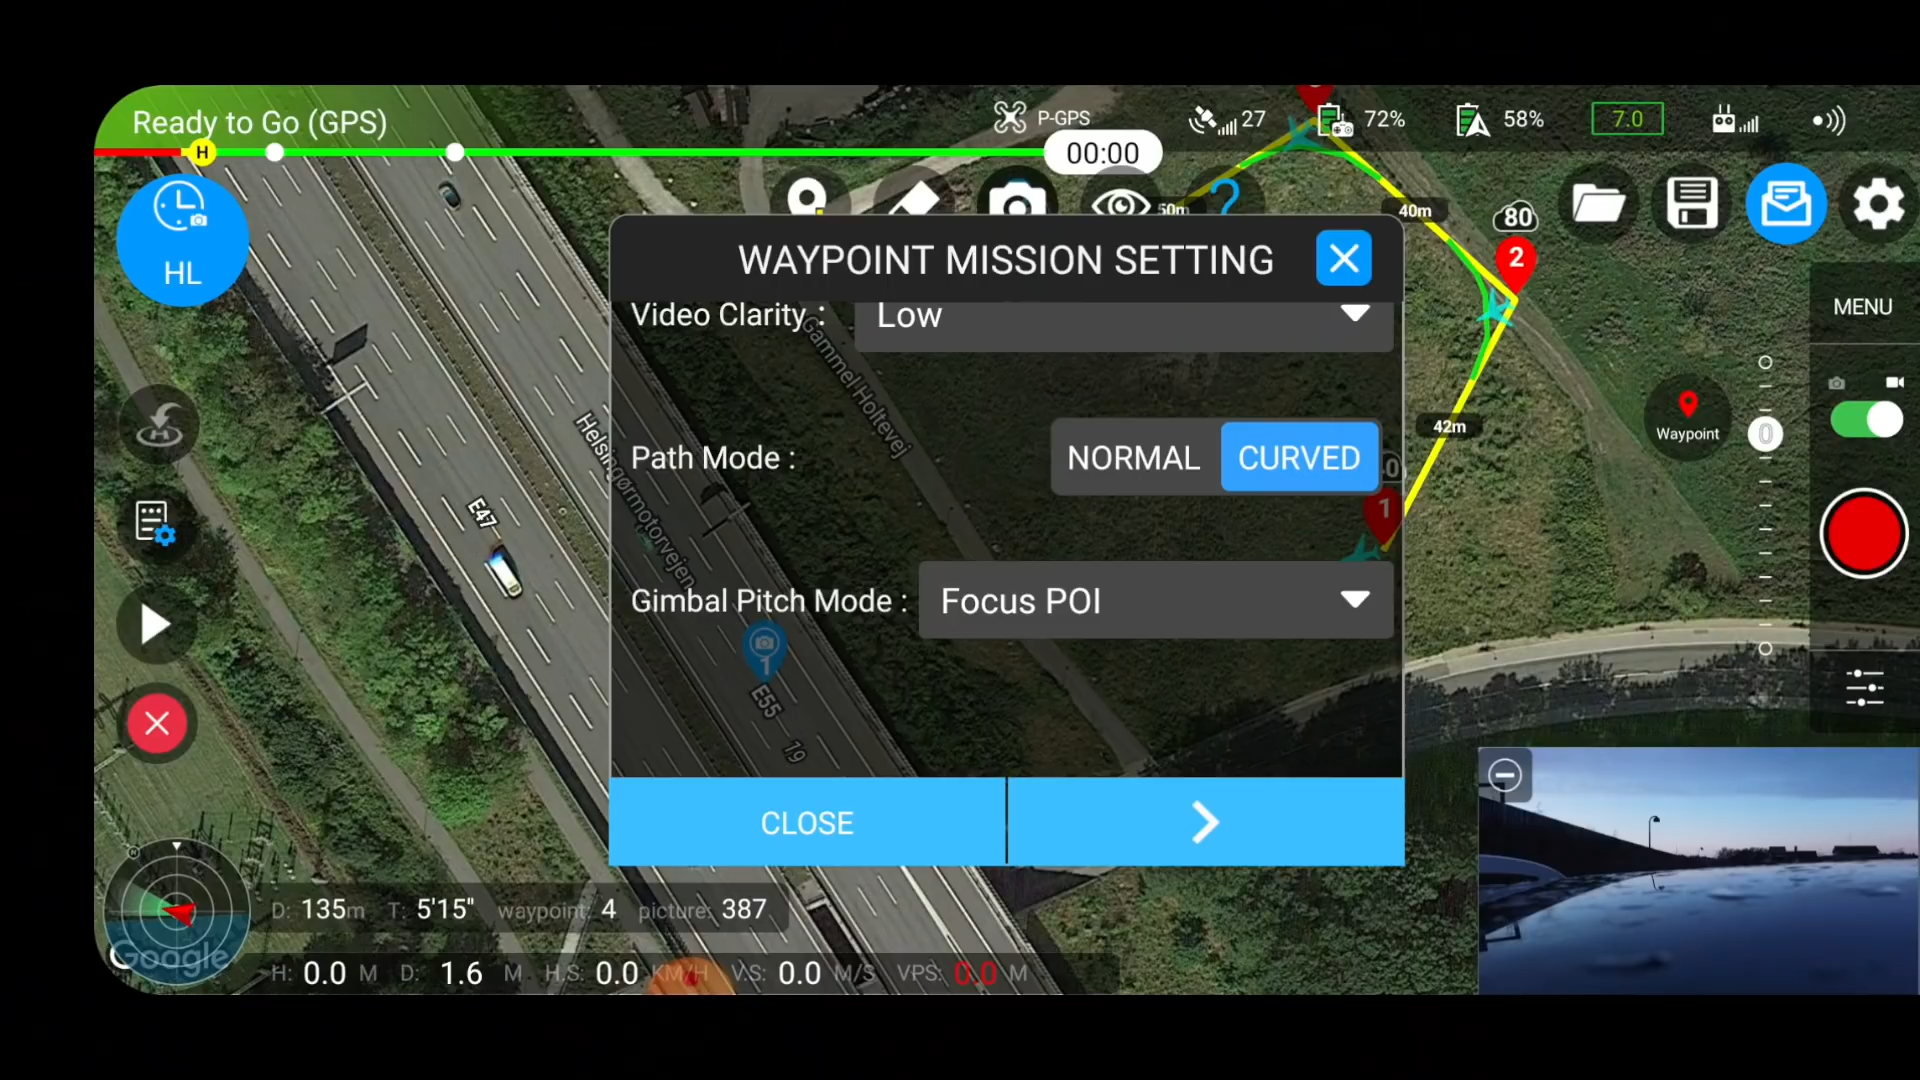 Ready to Go (GPS)
P-GPS
27
72%
58%
7.0
H
00:00
HL
50m
?
40m
80
2
WAYPOINT MISSION SETTING
MENU
Video Clarity :
Low
Gammel Holtevej
Helsingørmotorvejen
42m
Waypoint
0
Path Mode :
NORMAL
CURVED
1
E47
Gimbal Pitch Mode :
Focus POI
1
E55
19
CLOSE
D: 135m T: 5'15" waypoint: 4 picture: 387
Google
H: 0.0 M D: 1.6 M H.S: 0.0 KM/H V.S: 0.0 M/S VPS: 0.0 M